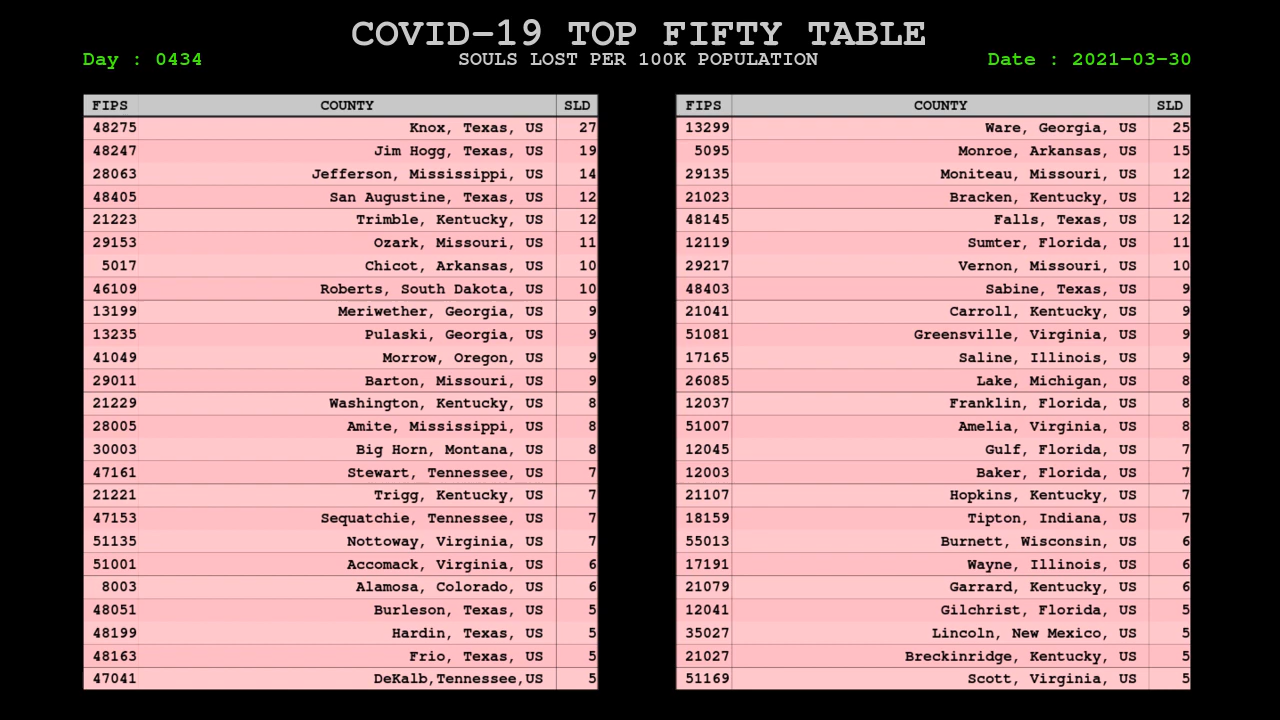 COVID-19 TOP FIFTY TABLE
Day : 0434 SOULS LOST PER 100K POPULATION Date : 2021-03-30
FIPS COUNTY SLD
48275 Knox, Texas, US 27
48247 Jim Hogg, Texas, US 19
28063 Jefferson, Mississippi, US 14
48405 San Augustine, Texas, US 12
21223 Trimble, Kentucky, US 12
29153 Ozark, Missouri, US 11
5017 Chicot, Arkansas, US 10
46109 Roberts, South Dakota, US 10
13199 Meriwether, Georgia, US 9
13235 Pulaski, Georgia, US 9
41049 Morrow, Oregon, US 9
29011 Barton, Missouri, US 9
21229 Washington, Kentucky, US 8
28005 Amite, Mississippi, US 8
30003 Big Horn, Montana, US 8
47161 Stewart, Tennessee, US 7
21221 Trigg, Kentucky, US 7
47153 Sequatchie, Tennessee, US 7
51135 Nottoway, Virginia, US 7
51001 Accomack, Virginia, US 6
8003 Alamosa, Colorado, US 6
48051 Burleson, Texas, US 5
48199 Hardin, Texas, US 5
48163 Frio, Texas, US 5
47041 DeKalb,Tennessee,US 5
FIPS COUNTY SLD
13299 Ware, Georgia, US 25
5095 Monroe, Arkansas, US 15
29135 Moniteau, Missouri, US 12
21023 Bracken, Kentucky, US 12
48145 Falls, Texas, US 12
12119 Sumter, Florida, US 11
29217 Vernon, Missouri, US 10
48403 Sabine, Texas, US 9
21041 Carroll, Kentucky, US 9
51081 Greensville, Virginia, US 9
17165 Saline, Illinois, US 9
26085 Lake, Michigan, US 8
12037 Franklin, Florida, US 8
51007 Amelia, Virginia, US 8
12045 Gulf, Florida, US 7
12003 Baker, Florida, US 7
21107 Hopkins, Kentucky, US 7
18159 Tipton, Indiana, US 7
55013 Burnett, Wisconsin, US 6
17191 Wayne, Illinois, US 6
21079 Garrard, Kentucky, US 6
12041 Gilchrist, Florida, US 5
35027 Lincoln, New Mexico, US 5
21027 Breckinridge, Kentucky, US 5
51169 Scott, Virginia, US 5